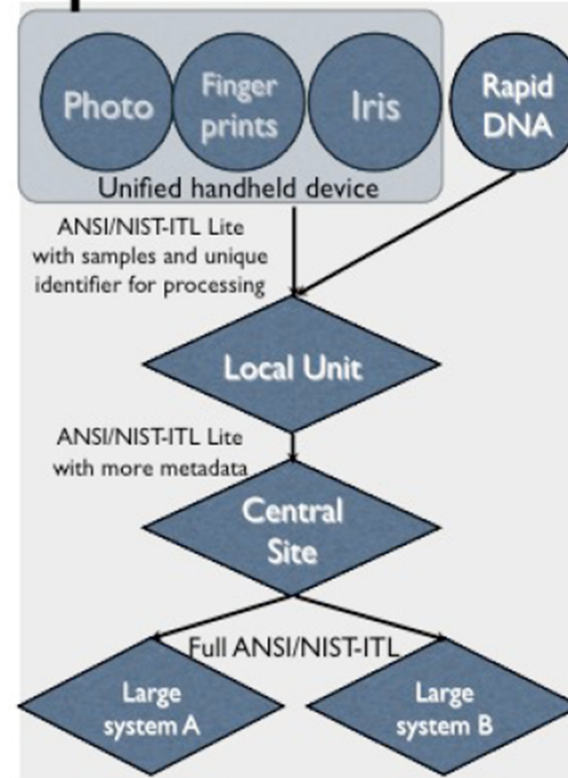 Photo
Finger
prints
Iris
Rapid
DNA
Unified handheld device
ANSI/NIST-ITL Lite
with samples and unique
identifier for processing
Local Unit
ANSI/NIST-ITL Lite
with more metadata
Central
Site
Full ANSI/NIST-ITL
Large
system A
Large
system B